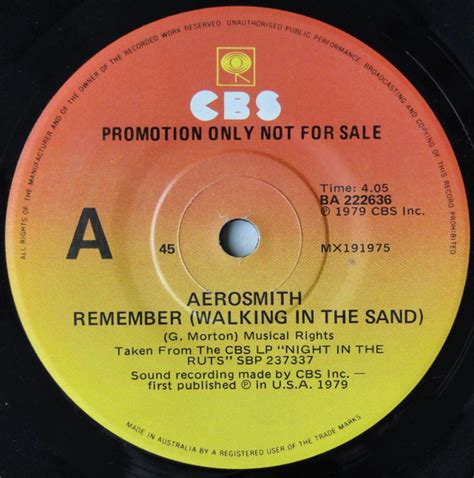 ALL RIGHTS OF THE MANUFACTURER AND OF THE OWNER OF THE RECORDED WORK RESERVED. UNAUTHORISED PUBLIC PERFORMANCE, BROADCASTING AND COPYING OF THIS RECORD PROHIBITED
CBS
PROMOTION ONLY NOT FOR SALE
Time: 4.05
BA 222636
℗ 1979 CBS Inc.
A
45
MX191975
AEROSMITH
REMEMBER (WALKING IN THE SAND)
(G. Morton) Musical Rights
Taken From The CBS LP "NIGHT IN THE
RUTS" SBP 237337
Sound recording made by CBS Inc.—
first published ℗ in U.S.A. 1979
MADE IN AUSTRALIA BY A REGISTERED USER OF THE TRADE MARKS